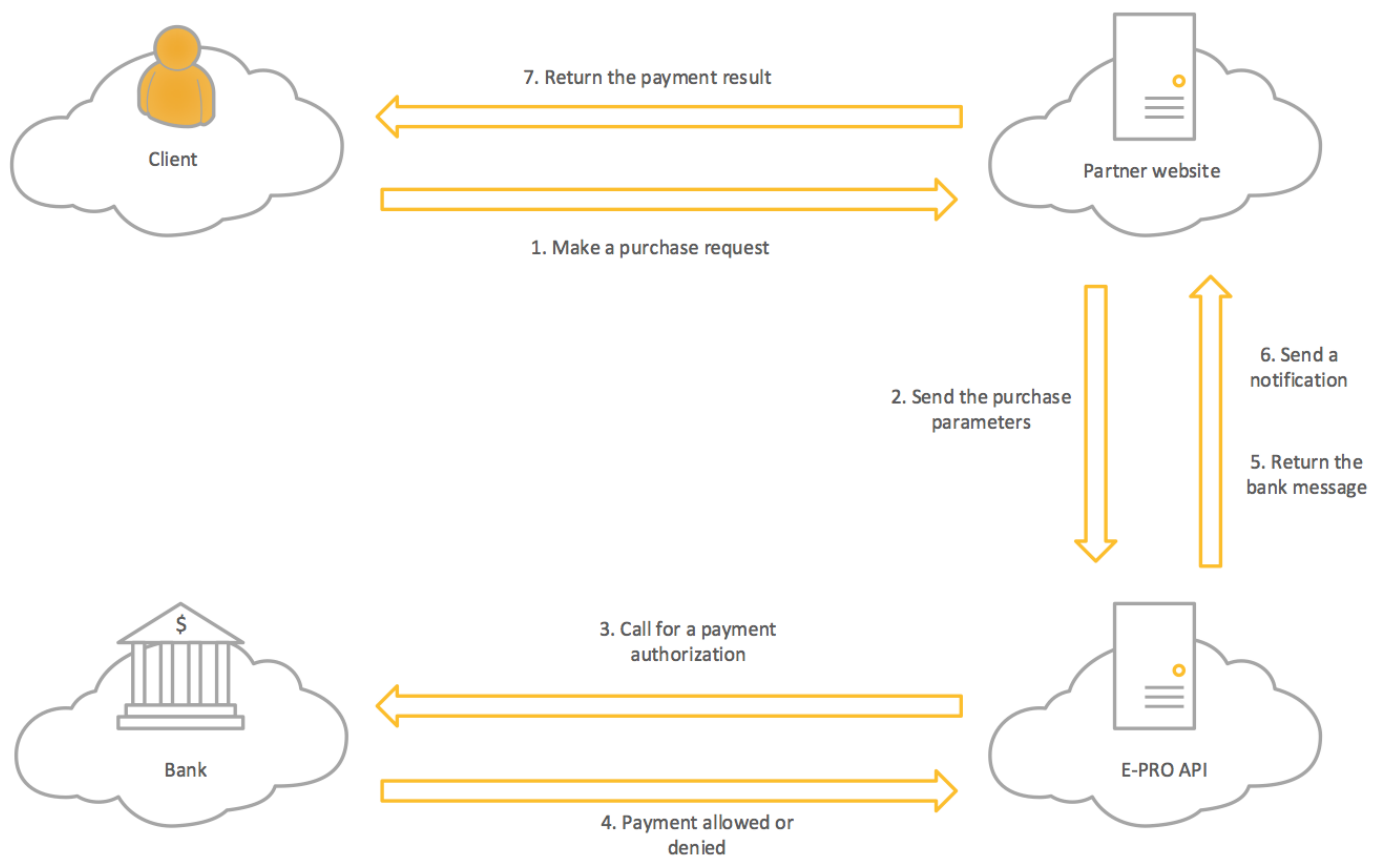 7. Return the payment result
Client
Partner website
1. Make a purchase request
6. Send a
notification
2. Send the purchase
parameters
5. Return the
bank message
$
3. Call for a payment
authorization
Bank
E-PRO API
4. Payment allowed or
denied